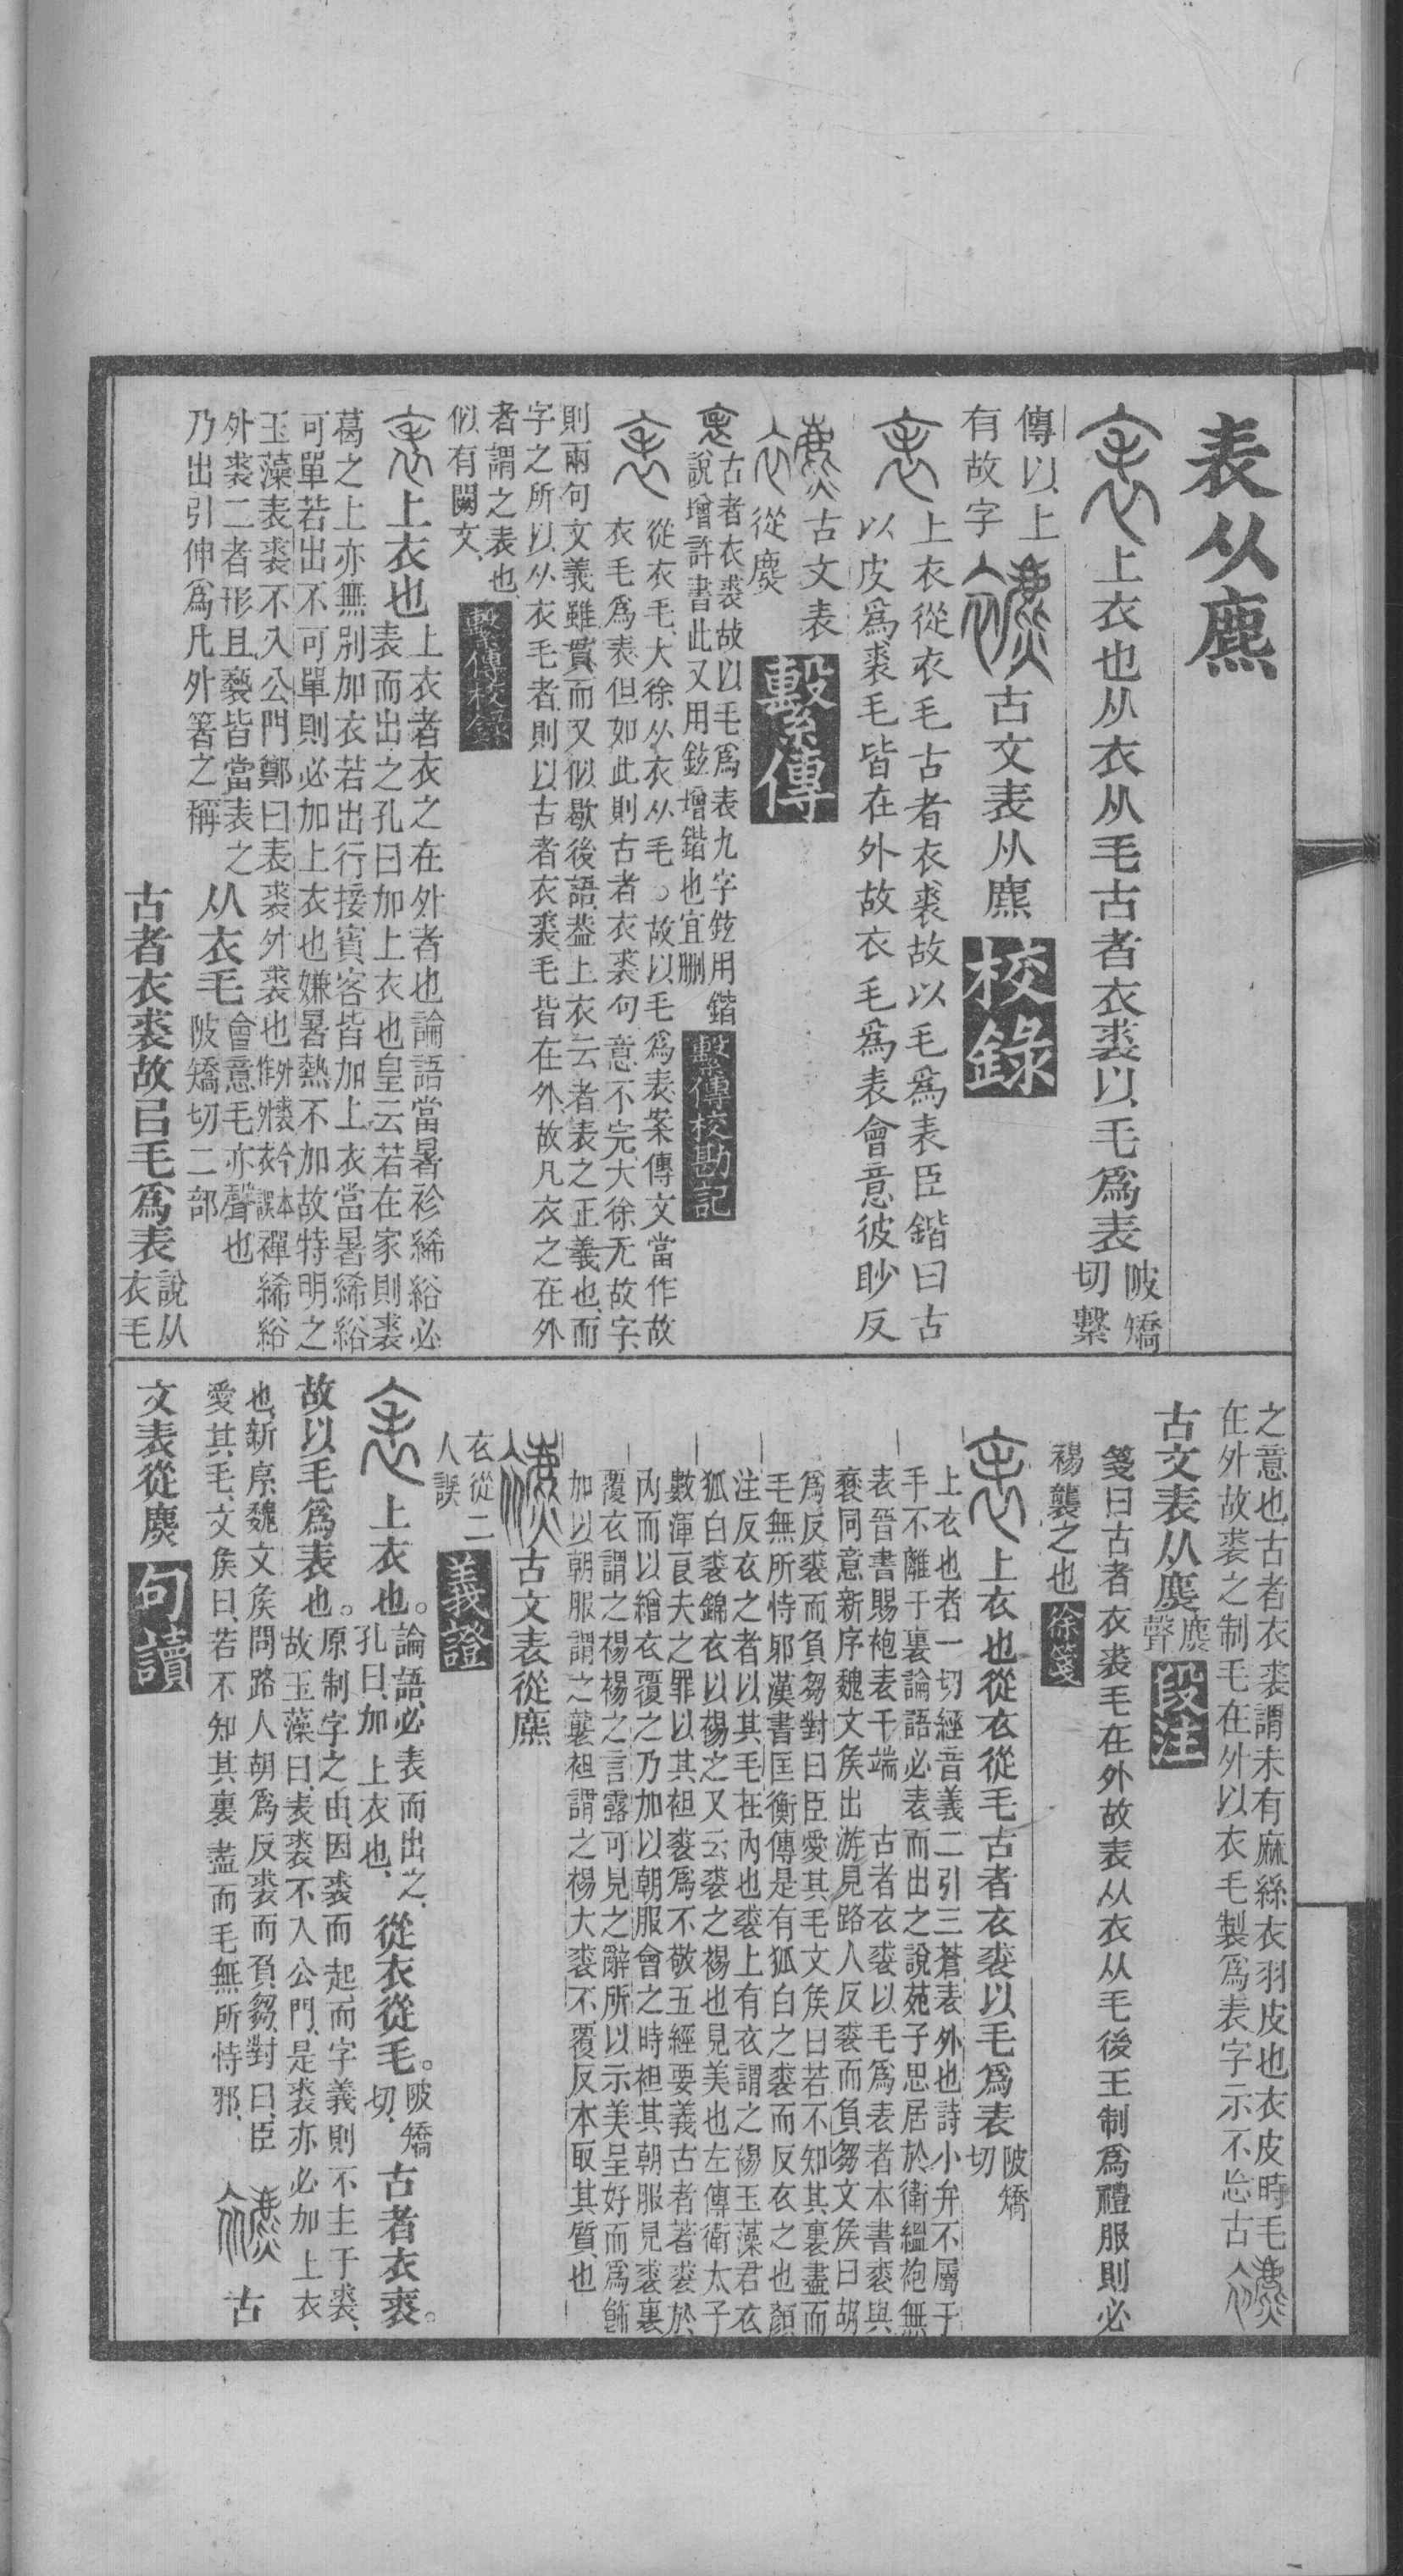 表从麃
上衣也从衣从毛古者衣裘以毛爲表
陂矯
切繫
傳以上
有故字
古文表从麃
校錄
上衣從衣毛古者衣裘故以毛爲表臣鍇曰古
以皮爲裘毛皆在外故衣毛爲表會意彼眇反
古文表
從麃
繫傳
古者衣裘故以毛爲表九字鉉用鍇
說增許書此又用鉉增鍇也宜刪
繫傳校勘記
從衣毛大徐从衣从毛○故以毛爲表案傳文當作故
衣毛爲表但如此則古者衣裘句意不完大徐无故字
則兩句文義雖貫而又似歇後語葢上衣云者表之正義也而
字之所以从衣毛者則以古者衣裘毛皆在外故凡衣之在外
者謂之表也
似有闕文
繫傳校錄
上衣也
上衣者衣之在外者也論語當暑袗絺綌必
表而出之孔曰加上衣也皇云若在家則裘
葛之上亦無別加衣若出行接賓客皆加上衣當暑絺綌
可單若出不可單則必加上衣也嫌暑熱不加故特明之
玉藻表裘不入公門鄭曰表裘外裘也
外裘今本
作外衣誤
襌絺綌
外裘二者形且褻皆當表之
乃出引伸爲凡外箸之稱
从衣毛
會意毛亦聲也
陂矯切二部
古者衣裘故㠯毛爲表
說从
衣毛
之意也古者衣裘謂未有麻絲衣羽皮也衣皮時毛
在外故裘之制毛在外以衣毛製爲表字示不忘古
古文表从麃
麃
聲
段注
箋曰古者衣裘毛在外故表从衣从毛後王制爲禮服則必
裼襲之也
徐箋
上衣也從衣從毛古者衣裘以毛爲表
陂矯
切
上衣也者一切經音義二引三蒼表外也詩小弁不屬于
手不離于裏論語必表而出之說苑子思居於衛縕袍無
表晉書賜袍表千端 古者衣裘以毛爲表者本書裘與
褎同意新序魏文矦出游見路人反裘而負芻文矦曰胡
爲反裘而負芻對曰臣愛其毛文矦曰若不知其裏盡而
毛無所恃邪漢書匡衡傳是有狐白之裘而反衣之也顏
注反衣之者以其毛在內也裘上有衣謂之裼玉藻君衣
狐白裘錦衣以裼之又云裘之裼也見美也左傳衛太子
數渾良夫之罪以其袒裘爲不敬五經要義古者著裘於
內而以繒衣覆之乃加以朝服會之時袒其朝服見裘裏
覆衣謂之裼裼之言露可見之辭所以示美呈好而爲飾
加以朝服謂之襲袒謂之裼大裘不覆反本取其質也
古文表從麃
衣從二
人誤
義證
上衣也。
論語必表而出之、
孔曰、加上衣也、
從衣從毛。
陂矯
切、
古者衣裘。
故以毛爲表也。
原制字之由、因裘而起、而字義則不主于裘、
故玉藻曰、表裘不入公門、是裘亦必加上衣
也、新序、魏文矦問路人胡爲反裘而負芻、對曰、臣
愛其毛、文矦曰、若不知其裏盡而毛無所恃邪、
古
文表從麃
句讀